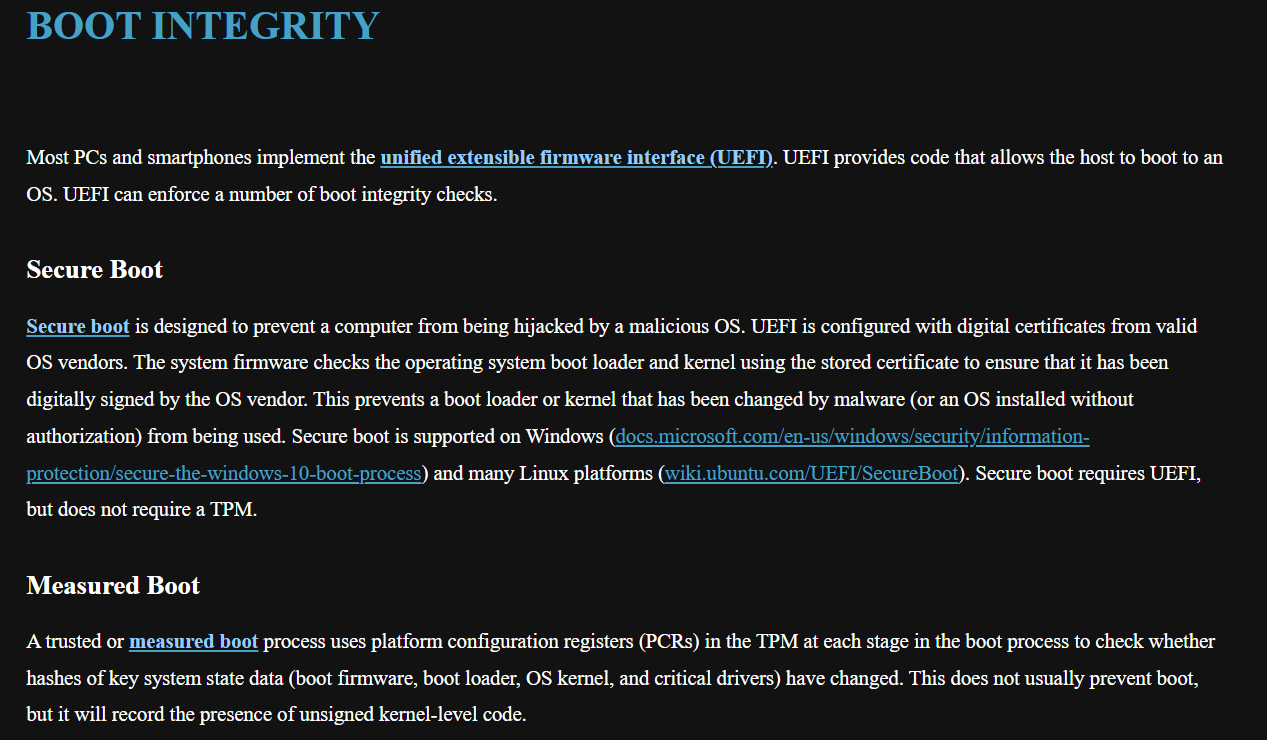 BOOT INTEGRITY
Most PCs and smartphones implement the unified extensible firmware interface (UEFI). UEFI provides code that allows the host to boot to an
OS. UEFI can enforce a number of boot integrity checks.
Secure Boot
Secure boot is designed to prevent a computer from being hijacked by a malicious OS. UEFI is configured with digital certificates from valid
OS vendors. The system firmware checks the operating system boot loader and kernel using the stored certificate to ensure that it has been
digitally signed by the OS vendor. This prevents a boot loader or kernel that has been changed by malware (or an OS installed without
authorization) from being used. Secure boot is supported on Windows (docs.microsoft.com/en-us/windows/security/information-
protection/secure-the-windows-10-boot-process) and many Linux platforms (wiki.ubuntu.com/UEFI/SecureBoot). Secure boot requires UEFI,
but does not require a TPM.
Measured Boot
A trusted or measured boot process uses platform configuration registers (PCRs) in the TPM at each stage in the boot process to check whether
hashes of key system state data (boot firmware, boot loader, OS kernel, and critical drivers) have changed. This does not usually prevent boot,
but it will record the presence of unsigned kernel-level code.